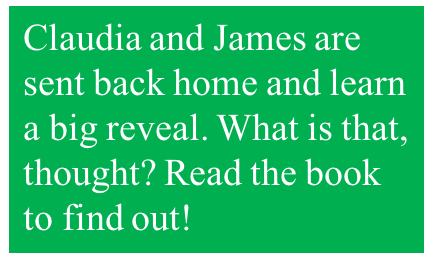 Claudia and James are
sent back home and learn
a big reveal. What is that,
thought? Read the book
to find out!